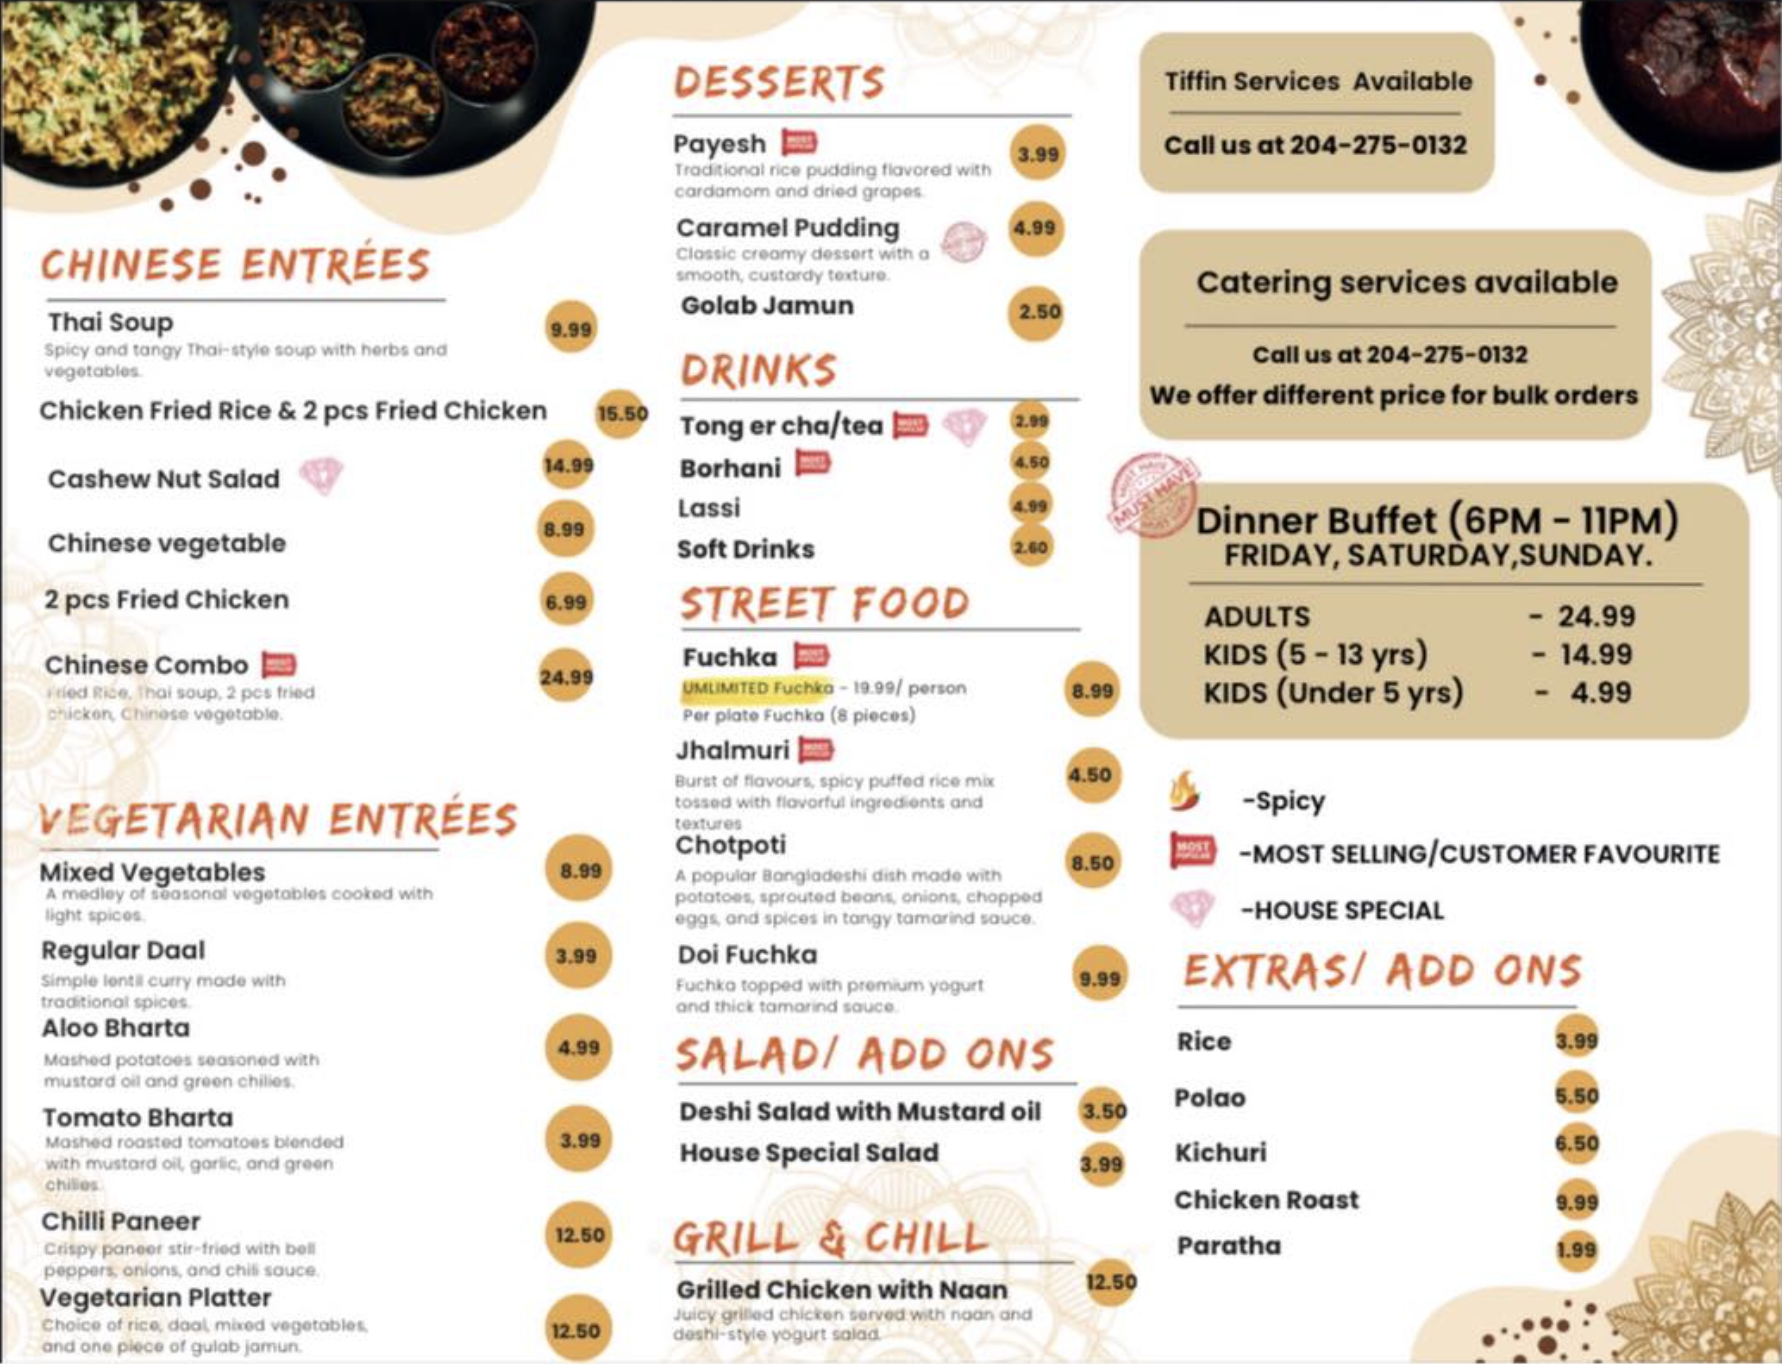 CHINESE ENTRÉES
Thai Soup 9.99
Spicy and tangy Thai-style soup with herbs and
vegetables.
Chicken Fried Rice & 2 pcs Fried Chicken 15.50
Cashew Nut Salad 14.99
Chinese vegetable 8.99
2 pcs Fried Chicken 6.99
Chinese Combo MOST POPULAR 24.99
Fried Rice, Thai soup, 2 pcs fried
chicken, Chinese vegetable.
VEGETARIAN ENTRÉES
Mixed Vegetables 8.99
A medley of seasonal vegetables cooked with
light spices.
Regular Daal 3.99
Simple lentil curry made with
traditional spices.
Aloo Bharta 4.99
Mashed potatoes seasoned with
mustard oil and green chilies.
Tomato Bharta 3.99
Mashed roasted tomatoes blended
with mustard oil, garlic, and green
chilies.
Chilli Paneer 12.50
Crispy paneer stir-fried with bell
peppers, onions, and chili sauce.
Vegetarian Platter 12.50
Choice of rice, daal, mixed vegetables,
and one piece of gulab jamun.
DESSERTS
Payesh MOST POPULAR 3.99
Traditional rice pudding flavored with
cardamom and dried grapes.
Caramel Pudding MUST HAVE 4.99
Classic creamy dessert with a
smooth, custardy texture.
Golab Jamun 2.50
DRINKS
Tong er cha/tea MOST POPULAR 2.99
Borhani MOST POPULAR 4.50
Lassi 4.99
Soft Drinks 2.60
STREET FOOD
Fuchka MOST POPULAR 8.99
UMLIMITED Fuchka - 19.99/ person
Per plate Fuchka (8 pieces)
Jhalmuri MOST POPULAR 4.50
Burst of flavours, spicy puffed rice mix
tossed with flavorful ingredients and
textures
Chotpoti 8.50
A popular Bangladeshi dish made with
potatoes, sprouted beans, onions, chopped
eggs, and spices in tangy tamarind sauce.
Doi Fuchka 9.99
Fuchka topped with premium yogurt
and thick tamarind sauce.
SALAD/ ADD ONS
Deshi Salad with Mustard oil 3.50
House Special Salad 3.99
GRILL & CHILL
Grilled Chicken with Naan 12.50
Juicy grilled chicken served with naan and
deshi-style yogurt salad.
Tiffin Services Available
Call us at 204-275-0132
Catering services available
Call us at 204-275-0132
We offer different price for bulk orders
MUST HAVE
Dinner Buffet (6PM - 11PM)
FRIDAY, SATURDAY,SUNDAY.
ADULTS - 24.99
KIDS (5 - 13 yrs) - 14.99
KIDS (Under 5 yrs) - 4.99
-Spicy
MOST POPULAR -MOST SELLING/CUSTOMER FAVOURITE
-HOUSE SPECIAL
EXTRAS/ ADD ONS
Rice 3.99
Polao 5.50
Kichuri 6.50
Chicken Roast 9.99
Paratha 1.99